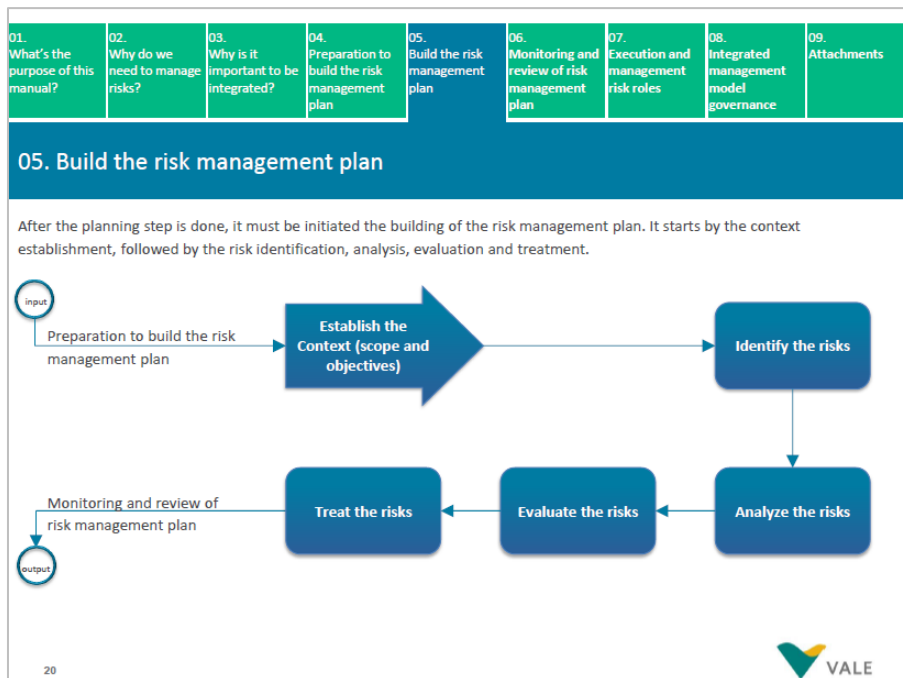 01.
What's the
purpose of this
manual?
02.
Why do we
need to manage
risks?
03.
Why is it
important to be
integrated?
04.
Preparation to
build the risk
management
plan
05.
Build the risk
management
plan
06.
Monitoring and
review of risk
management
plan
07.
Execution and
management
risk roles
08.
Integrated
management
model
governance
09.
Attachments
05. Build the risk management plan
After the planning step is done, it must be initiated the building of the risk management plan. It starts by the context
establishment, followed by the risk identification, analysis, evaluation and treatment.
input
Preparation to build the risk
management plan
Establish the
Context (scope and
objectives)
Identify the risks
Analyze the risks
Evaluate the risks
Treat the risks
Monitoring and review of
risk management plan
output
20
VALE